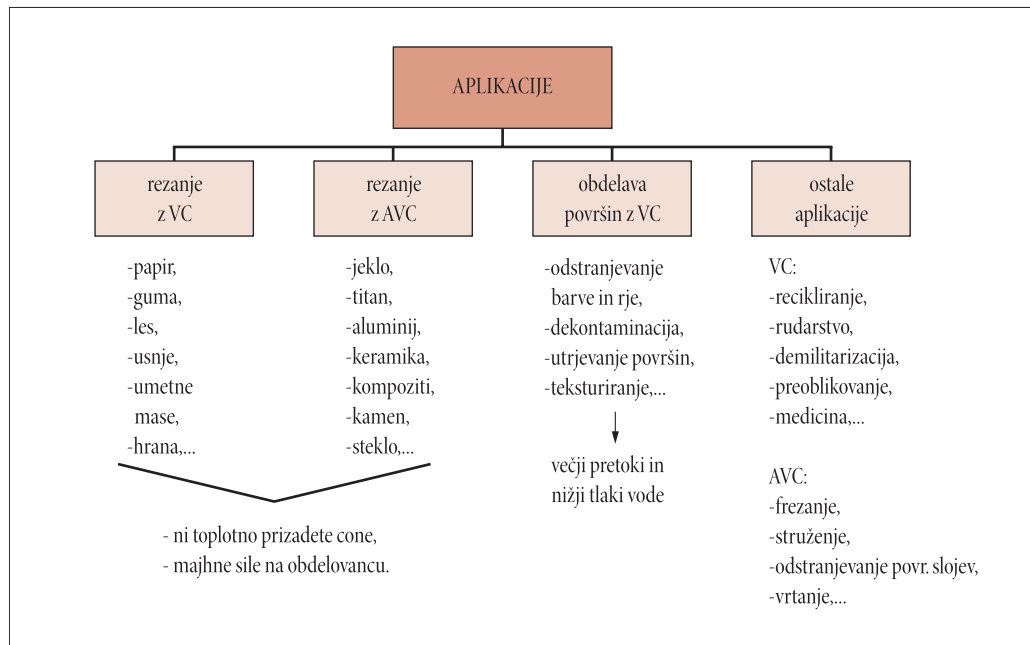 APLIKACIJE
rezanje
z VC
-papir,
-guma,
-les,
-usnje,
-umetne
mase,
-hrana,...
rezanje
z AVC
-jeklo,
-titan,
-aluminij,
-keramika,
-kompoziti,
-kamen,
-steklo,...
- ni toplotno prizadete cone,
- majhne sile na obdelovancu.
obdelava
površin z VC
-odstranjevanje
barve in rje,
-dekontaminacija,
-utrjevanje površin,
-teksturiranje,...
večji pretoki in
nižji tlaki vode
ostale
aplikacije
VC:
-recikliranje,
-rudarstvo,
-demilitarizacija,
-preoblikovanje,
-medicina,...
AVC:
-frezanje,
-struženje,
-odstranjevanje povr. slojev,
-vrtanje,...